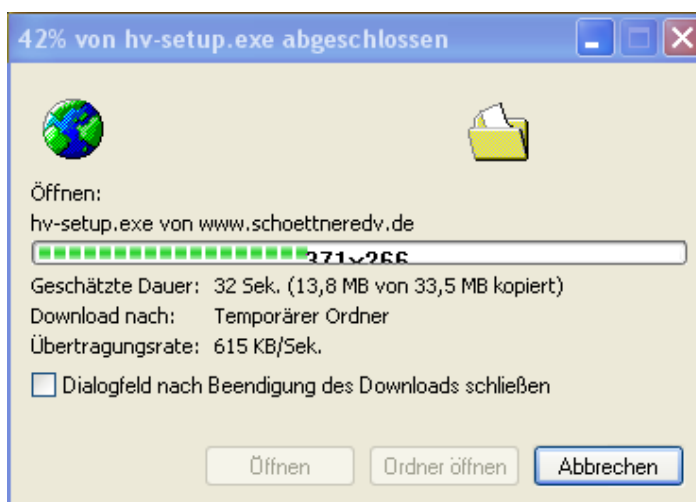 42% von hv-setup.exe abgeschlossen
Öffnen:
hv-setup.exe von www.schoettneredv.de
371x266
Geschätzte Dauer: 32 Sek. (13,8 MB von 33,5 MB kopiert)
Download nach: Temporärer Ordner
Übertragungsrate: 615 KB/Sek.
Dialogfeld nach Beendigung des Downloads schließen
Öffnen Ordner öffnen Abbrechen